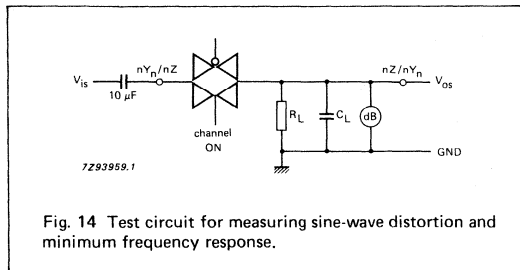 V_is
10 μF
nY_n/nZ
channel
ON
R_L
C_L
dB
nZ/nY_n
V_os
GND
7Z93959.1
Fig. 14 Test circuit for measuring sine-wave distortion and
minimum frequency response.